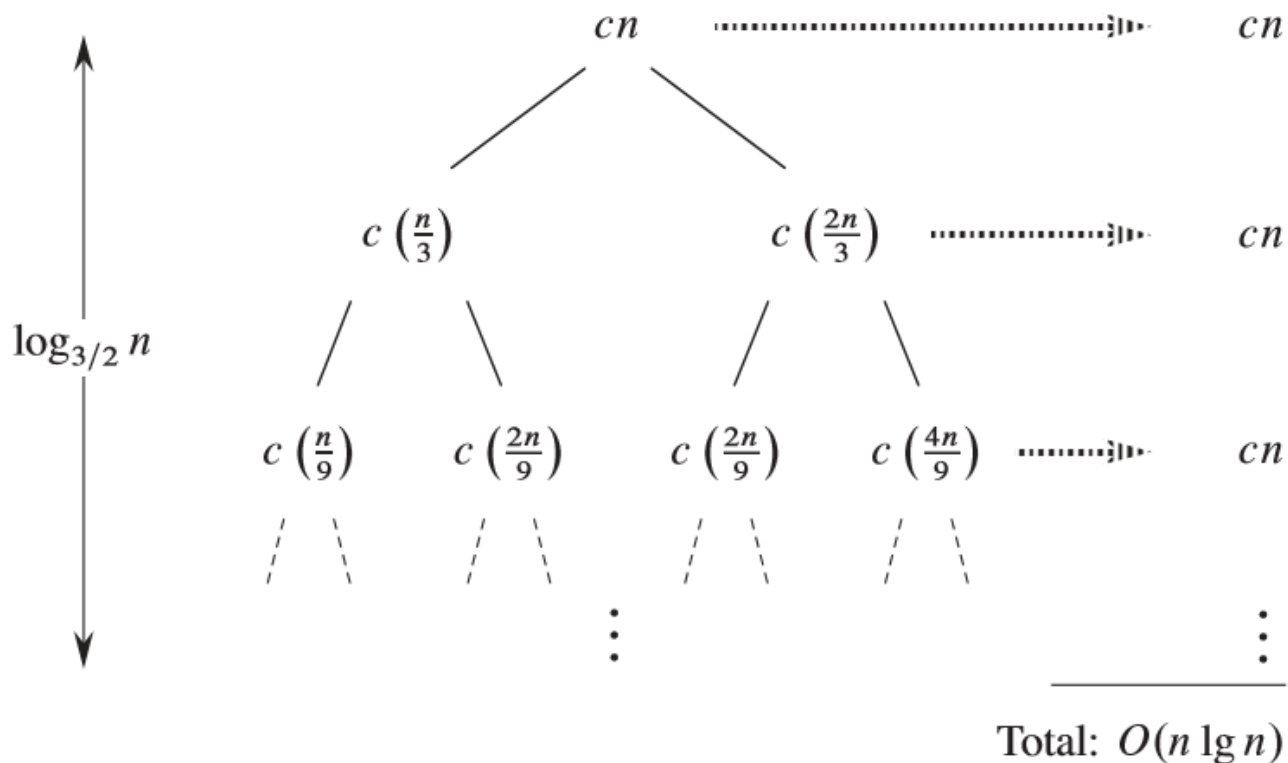 cn cn
c (n/3) c (2n/3) cn
log_{3/2} n
c (n/9) c (2n/9) c (2n/9) c (4n/9) cn
Total: O(n lg n)